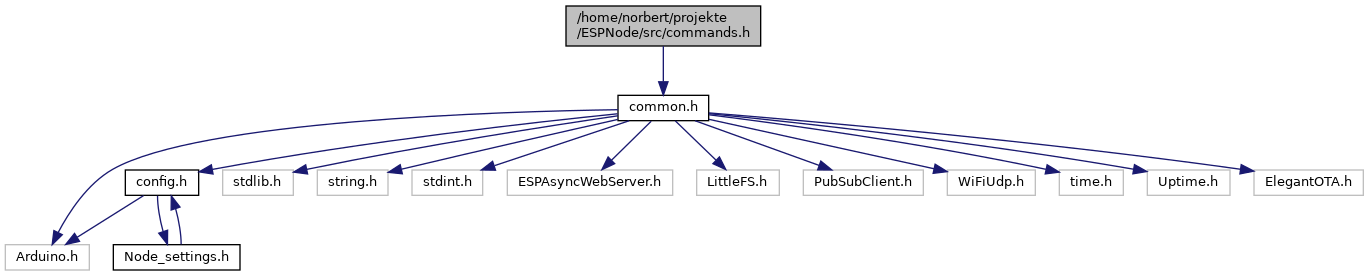 /home/norbert/projekte
/ESPNode/src/commands.h
common.h
config.h
stdlib.h
string.h
stdint.h
ESPAsyncWebServer.h
LittleFS.h
PubSubClient.h
WiFiUdp.h
time.h
Uptime.h
ElegantOTA.h
Arduino.h
Node_settings.h